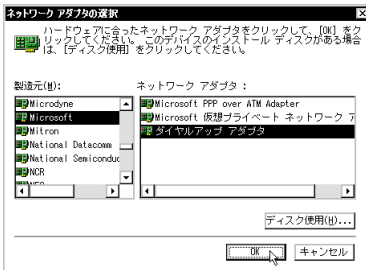 ネットワーク アダプタの選択
ハードウェアに合ったネットワーク アダプタをクリックして、[OK] をク
リックしてください。このデバイスのインストール ディスクがある場合
は、[ディスク使用] をクリックしてください。
製造元(M):
ネットワーク アダプタ :
Microdyne
Microsoft
Mitron
National Datacomm
National Semiconduc
NCR
Microsoft PPP over ATM Adapter
Microsoft 仮想プライベート ネットワーク ア
ダイヤルアップ アダプタ
ディスク使用(H)...
OK
キャンセル